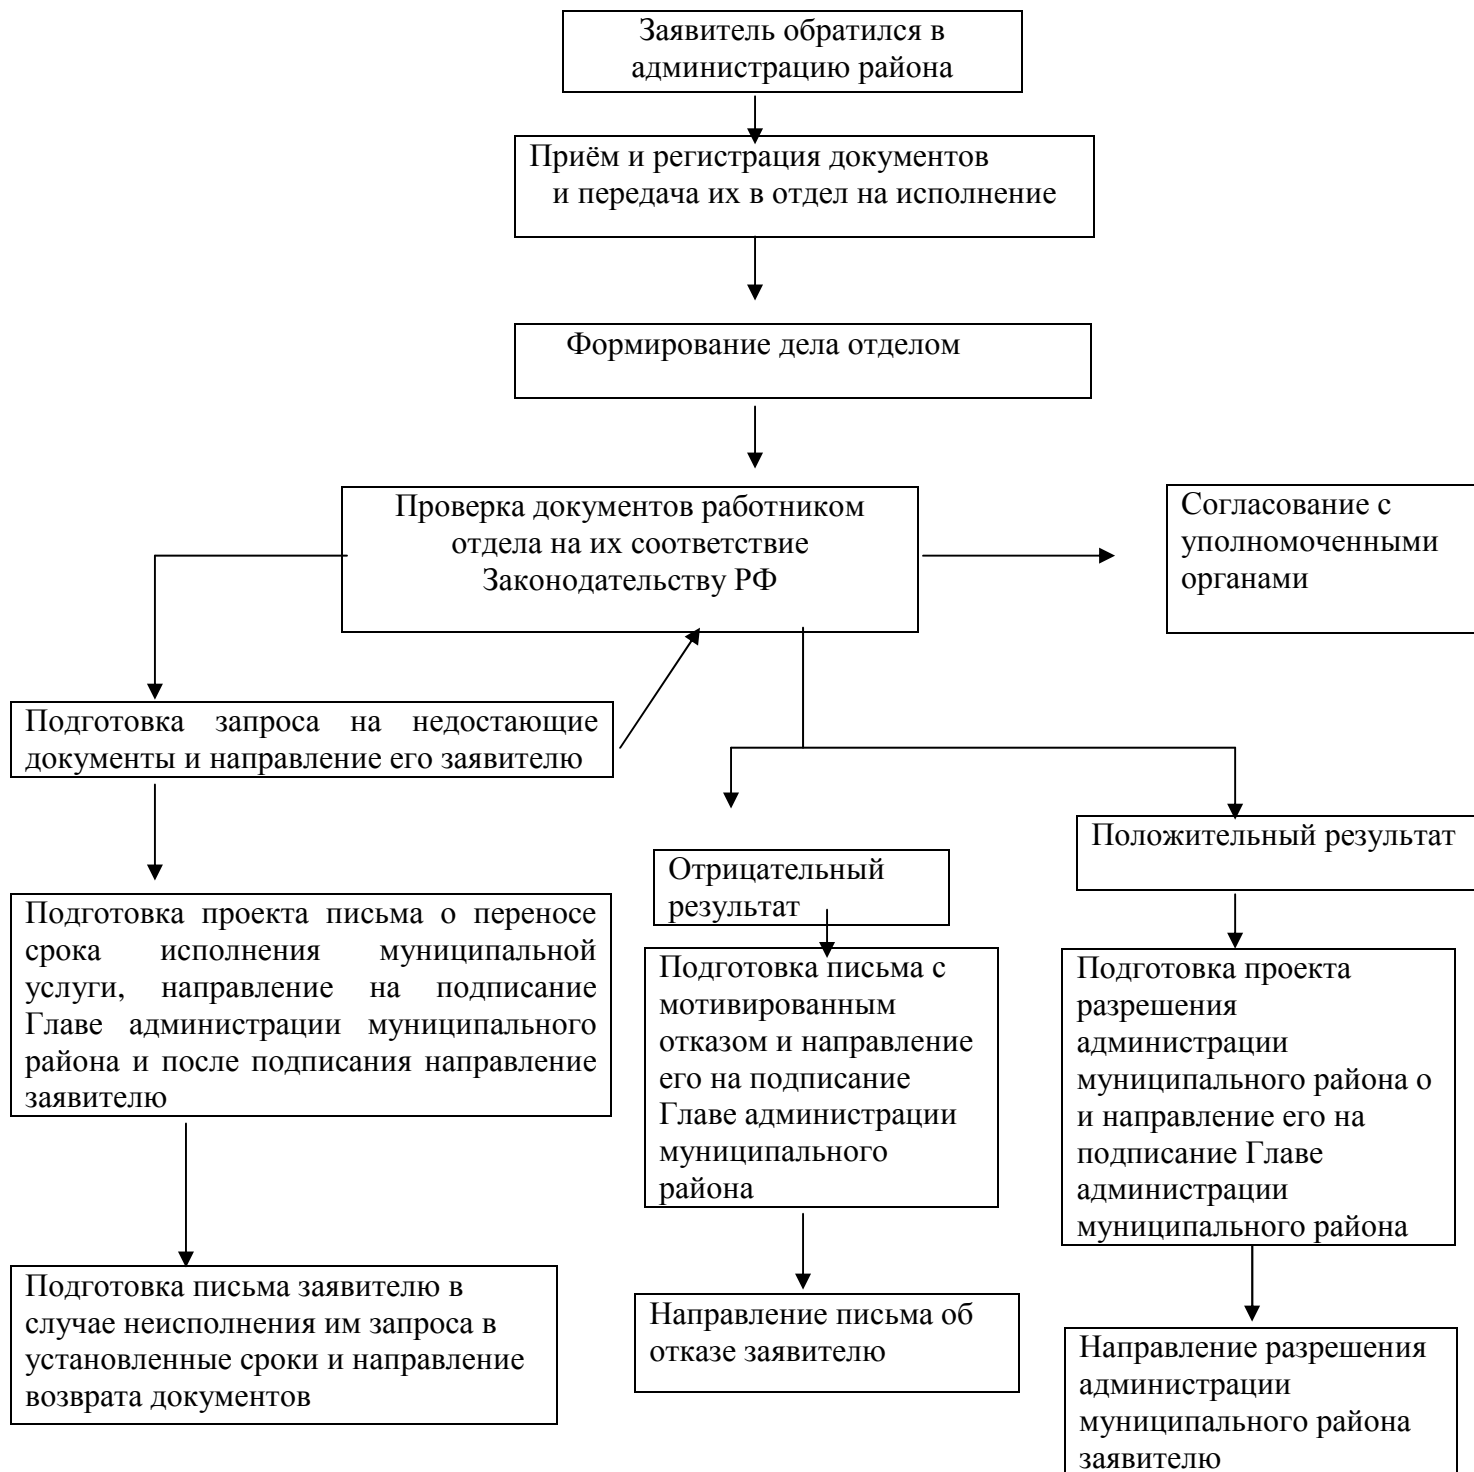 Заявитель обратился в
администрацию района
Приём и регистрация документов
и передача их в отдел на исполнение
Формирование дела отделом
Проверка документов работником
отдела на их соответствие
Законодательству РФ
Согласование с
уполномоченными
органами
Подготовка запроса на недостающие
документы и направление его заявителю
Подготовка проекта письма о переносе
срока исполнения муниципальной
услуги, направление на подписание
Главе администрации муниципального
района и после подписания направление
заявителю
Подготовка письма заявителю в
случае неисполнения им запроса в
установленные сроки и направление
возврата документов
Отрицательный
результат
Подготовка письма с
мотивированным
отказом и направление
его на подписание
Главе администрации
муниципального
района
Направление письма об
отказе заявителю
Положительный результат
Подготовка проекта
разрешения
администрации
муниципального района о
и направление его на
подписание Главе
администрации
муниципального района
Направление разрешения
администрации
муниципального района
заявителю